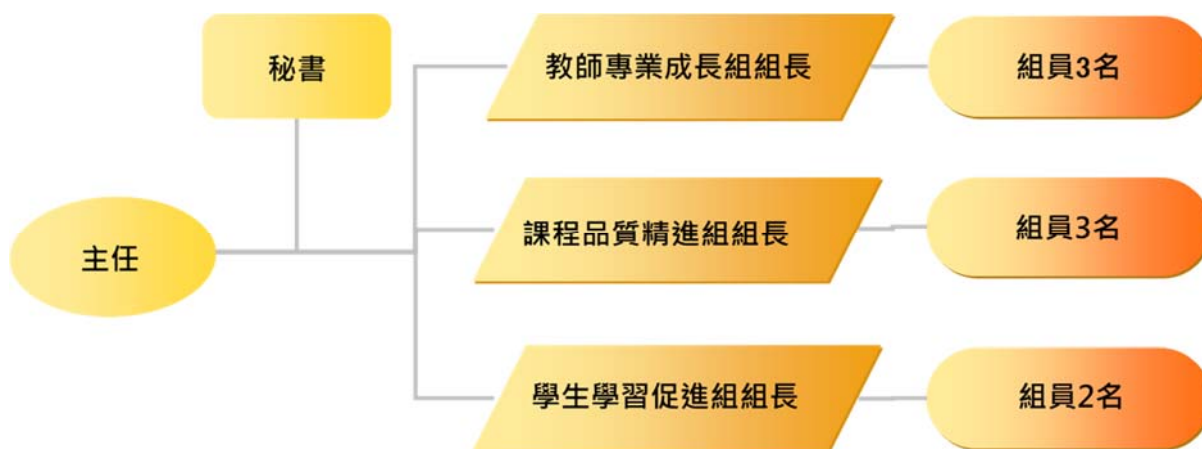 秘書
主任
教師專業成長組組長
組員3名
課程品質精進組組長
組員3名
學生學習促進組組長
組員2名